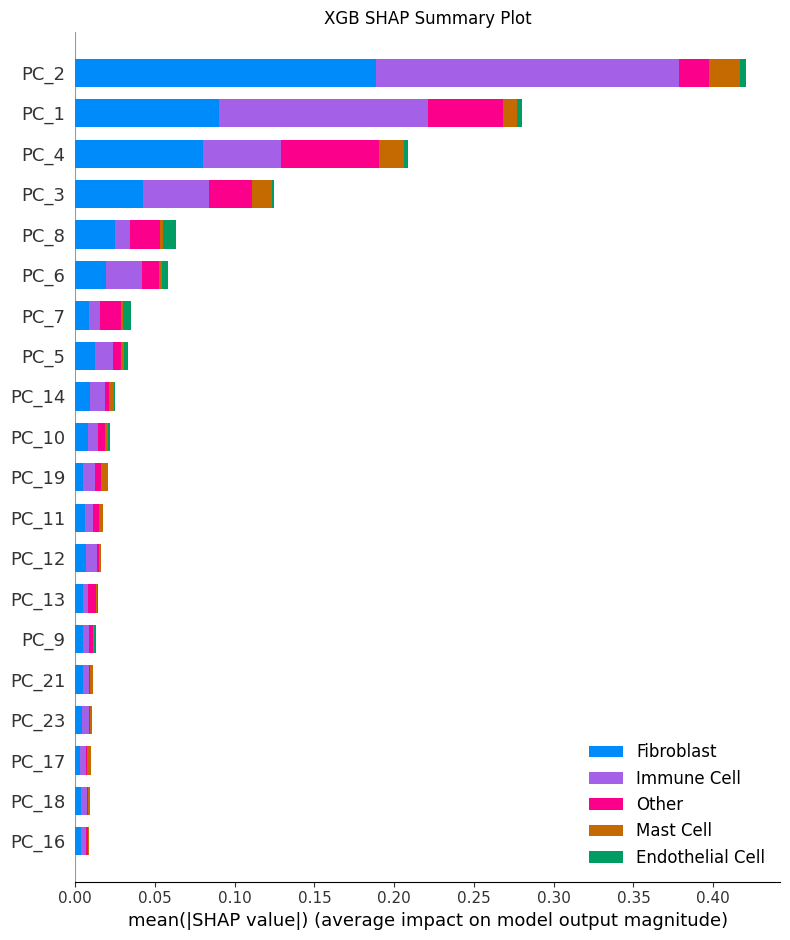 XGB SHAP Summary Plot
PC_2
PC_1
PC_4
PC_3
PC_8
PC_6
PC_7
PC_5
PC_14
PC_10
PC_19
PC_11
PC_12
PC_13
PC_9
PC_21
PC_23
PC_17
PC_18
PC_16
Fibroblast
Immune Cell
Other
Mast Cell
Endothelial Cell
0.00 0.05 0.10 0.15 0.20 0.25 0.30 0.35 0.40
mean(|SHAP value|) (average impact on model output magnitude)